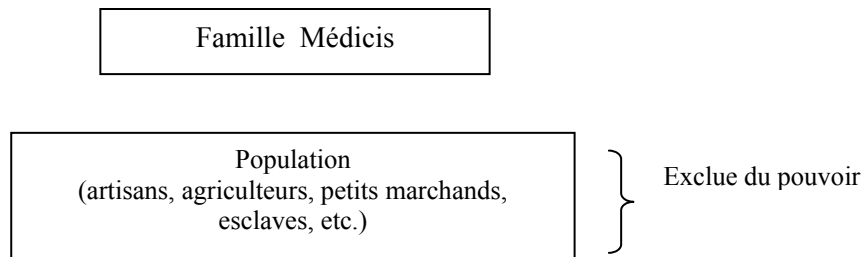 Famille Médicis
Population
(artisans, agriculteurs, petits marchands,
esclaves, etc.)
Exclue du pouvoir